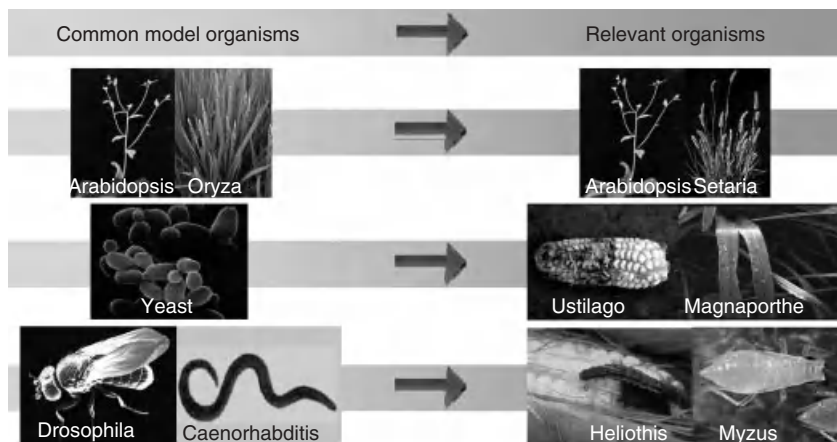 Common model organisms Relevant organisms
Arabidopsis Oryza Arabidopsis Setaria
Yeast Ustilago Magnaporthe
Drosophila Caenorhabditis Heliothis Myzus